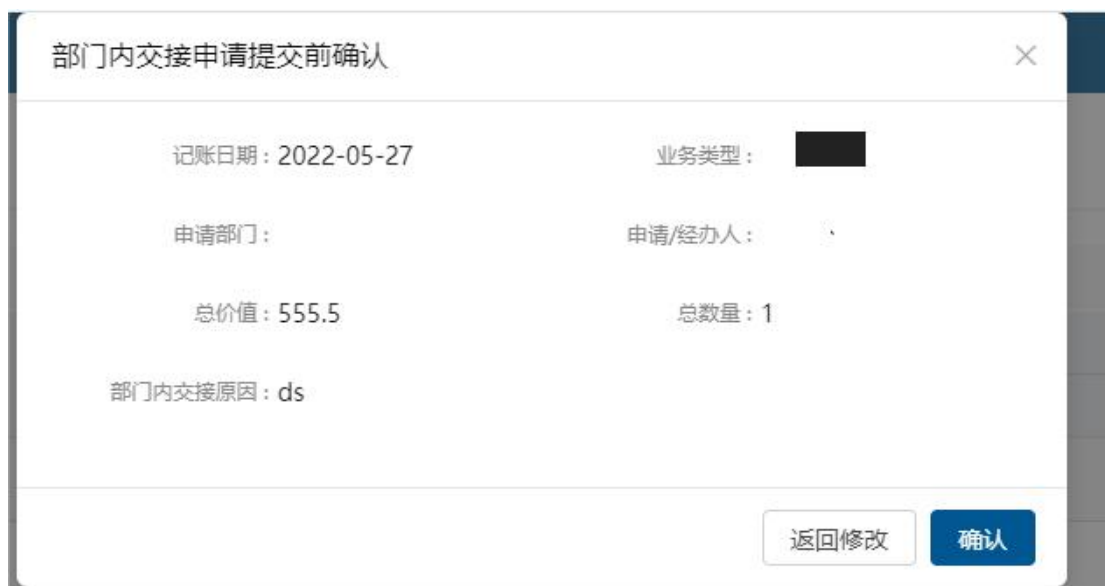 部门内交接申请提交前确认
记账日期：2022-05-27 业务类型：
申请部门： 申请/经办人：
总价值：555.5 总数量：1
部门内交接原因：ds
返回修改 确认